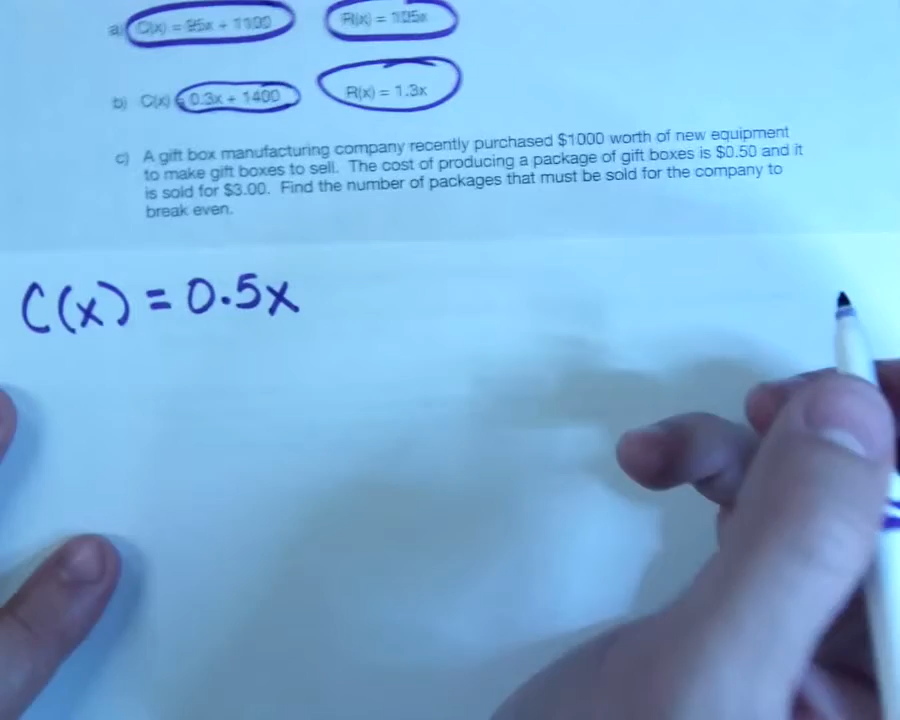 a) C(x) = 95x + 1100 R(x) = 105x
b) C(x) = 0.3x + 1400 R(x) = 1.3x
c) A gift box manufacturing company recently purchased $1000 worth of new equipment
to make gift boxes to sell. The cost of producing a package of gift boxes is $0.50 and it
is sold for $3.00. Find the number of packages that must be sold for the company to
break even.
C(x) = 0.5x